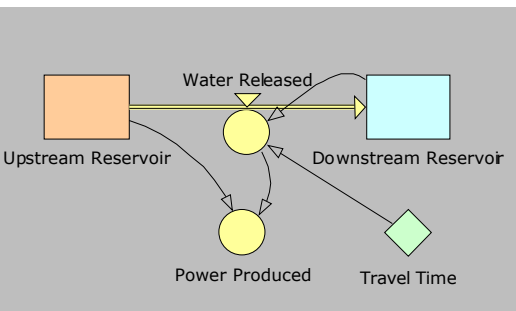 Water Released
Upstream Reservoir
Downstream Reservoir
Power Produced
Travel Time